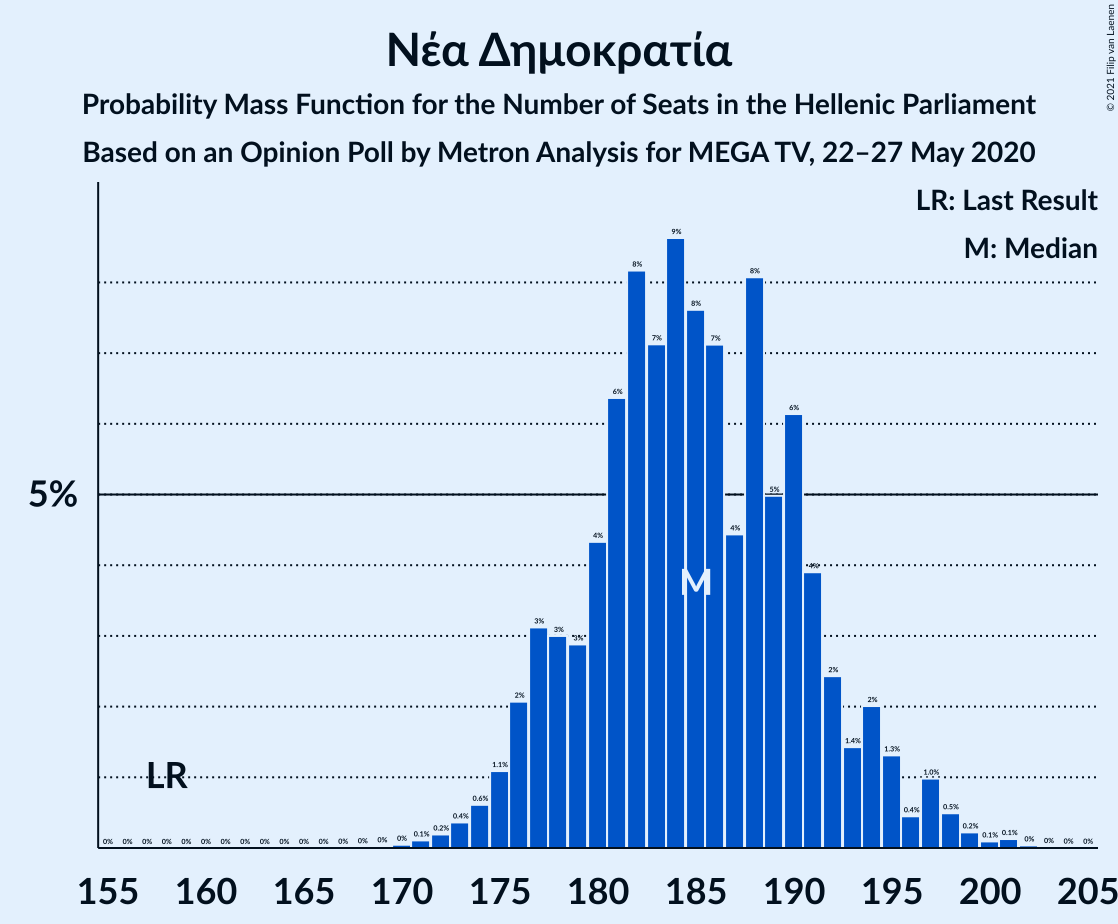 Νέα Δημοκρατία
Probability Mass Function for the Number of Seats in the Hellenic Parliament
Based on an Opinion Poll by Metron Analysis for MEGA TV, 22–27 May 2020
© 2021 Filip van Laenen
LR: Last Result
M: Median
5%
0% 0% 0% 0% 0% 0% 0% 0% 0% 0% 0% 0% 0% 0% 0% 0% 0.1% 0.2% 0.4% 0.6% 1.1% 2% 3% 3% 3% 4% 6% 8% 7% 9% 8% 7% 4% 8% 5% 6% 4% 2% 1.4% 2% 1.3% 0.4% 1.0% 0.5% 0.2% 0.1% 0.1% 0% 0% 0% 0%
M
LR
155 160 165 170 175 180 185 190 195 200 205